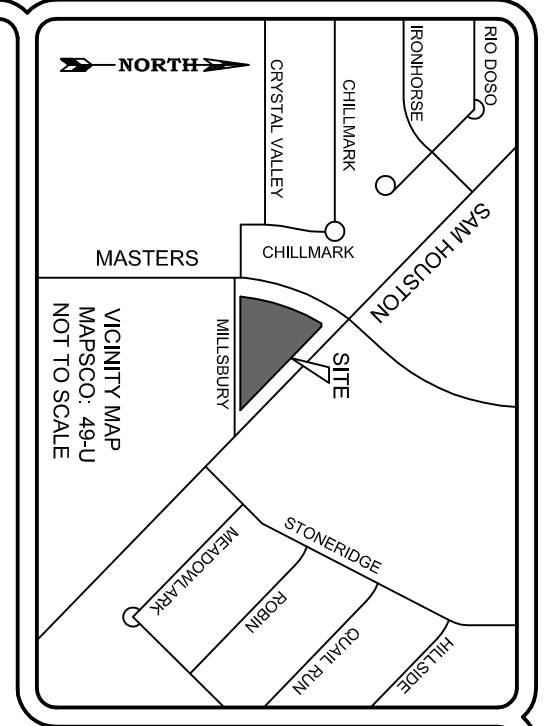 NORTH
RIO DOSO
IRONHORSE
CHILLMARK
CRYSTAL VALLEY
SAM HOUSTON
CHILLMARK
MASTERS
MILLSBURY
SITE
VICINITY MAP
MAPSCO: 49-U
NOT TO SCALE
STONERIDGE
MEADOWLARK
ROBIN
QUAIL RUN
HILLSIDE